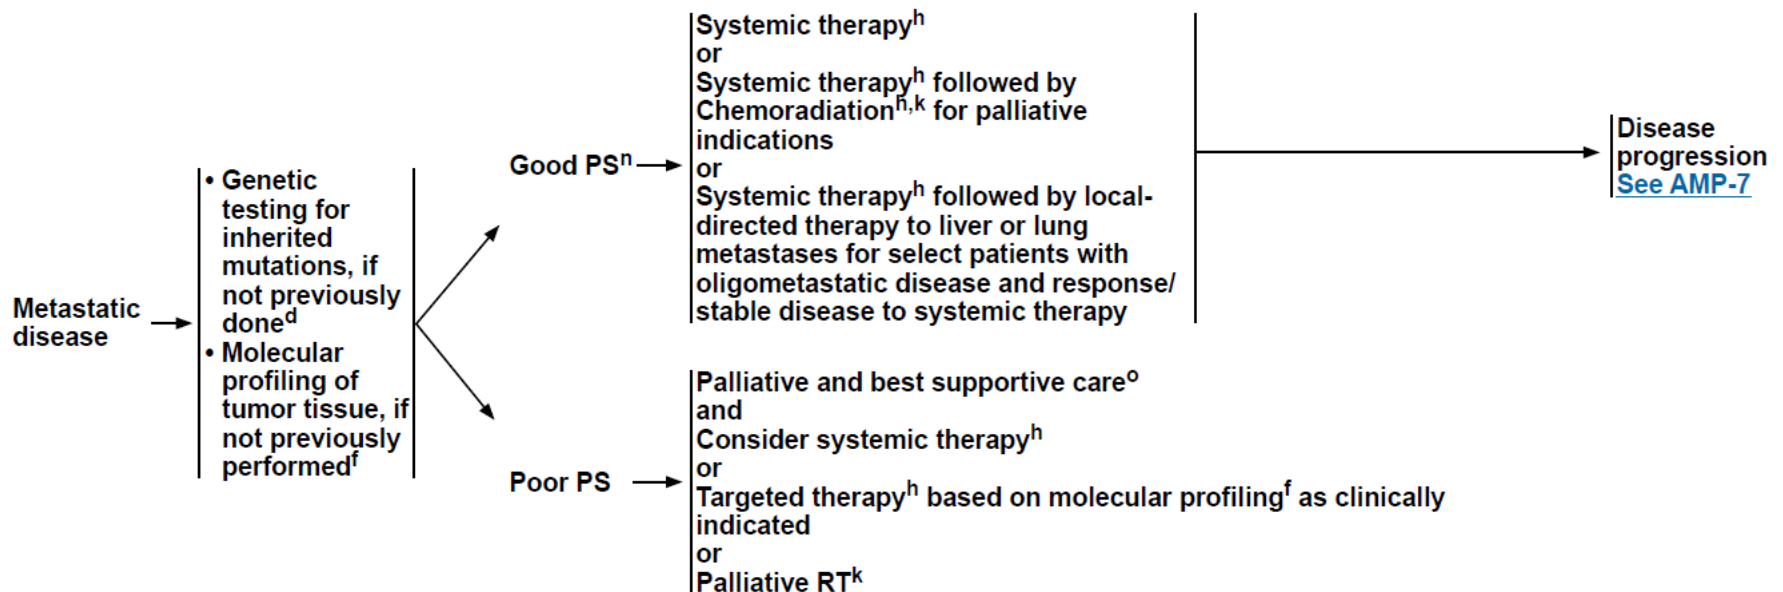 Metastatic
disease
• Genetic
testing for
inherited
mutations, if
not previously
doneᵈ
• Molecular
profiling of
tumor tissue, if
not previously
performedᶠ
Good PSⁿ
Systemic therapyʰ
or
Systemic therapyʰ followed by
Chemoradiationʰ,ᵏ for palliative
indications
or
Systemic therapyʰ followed by local-
directed therapy to liver or lung
metastases for select patients with
oligometastatic disease and response/
stable disease to systemic therapy
Disease
progression
See AMP-7
Poor PS
Palliative and best supportive careᵒ
and
Consider systemic therapyʰ
or
Targeted therapyʰ based on molecular profilingᶠ as clinically
indicated
or
Palliative RTᵏ